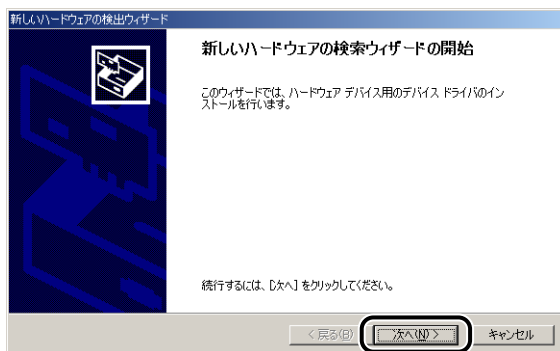 新しいハードウェアの検出ウィザード
新しいハードウェアの検索ウィザードの開始
このウィザードでは、ハードウェア デバイス用のデバイス ドライバのイン
ストールを行います。
続行するには、[次へ] をクリックしてください。
< 戻る(B)
次へ(N) >
キャンセル